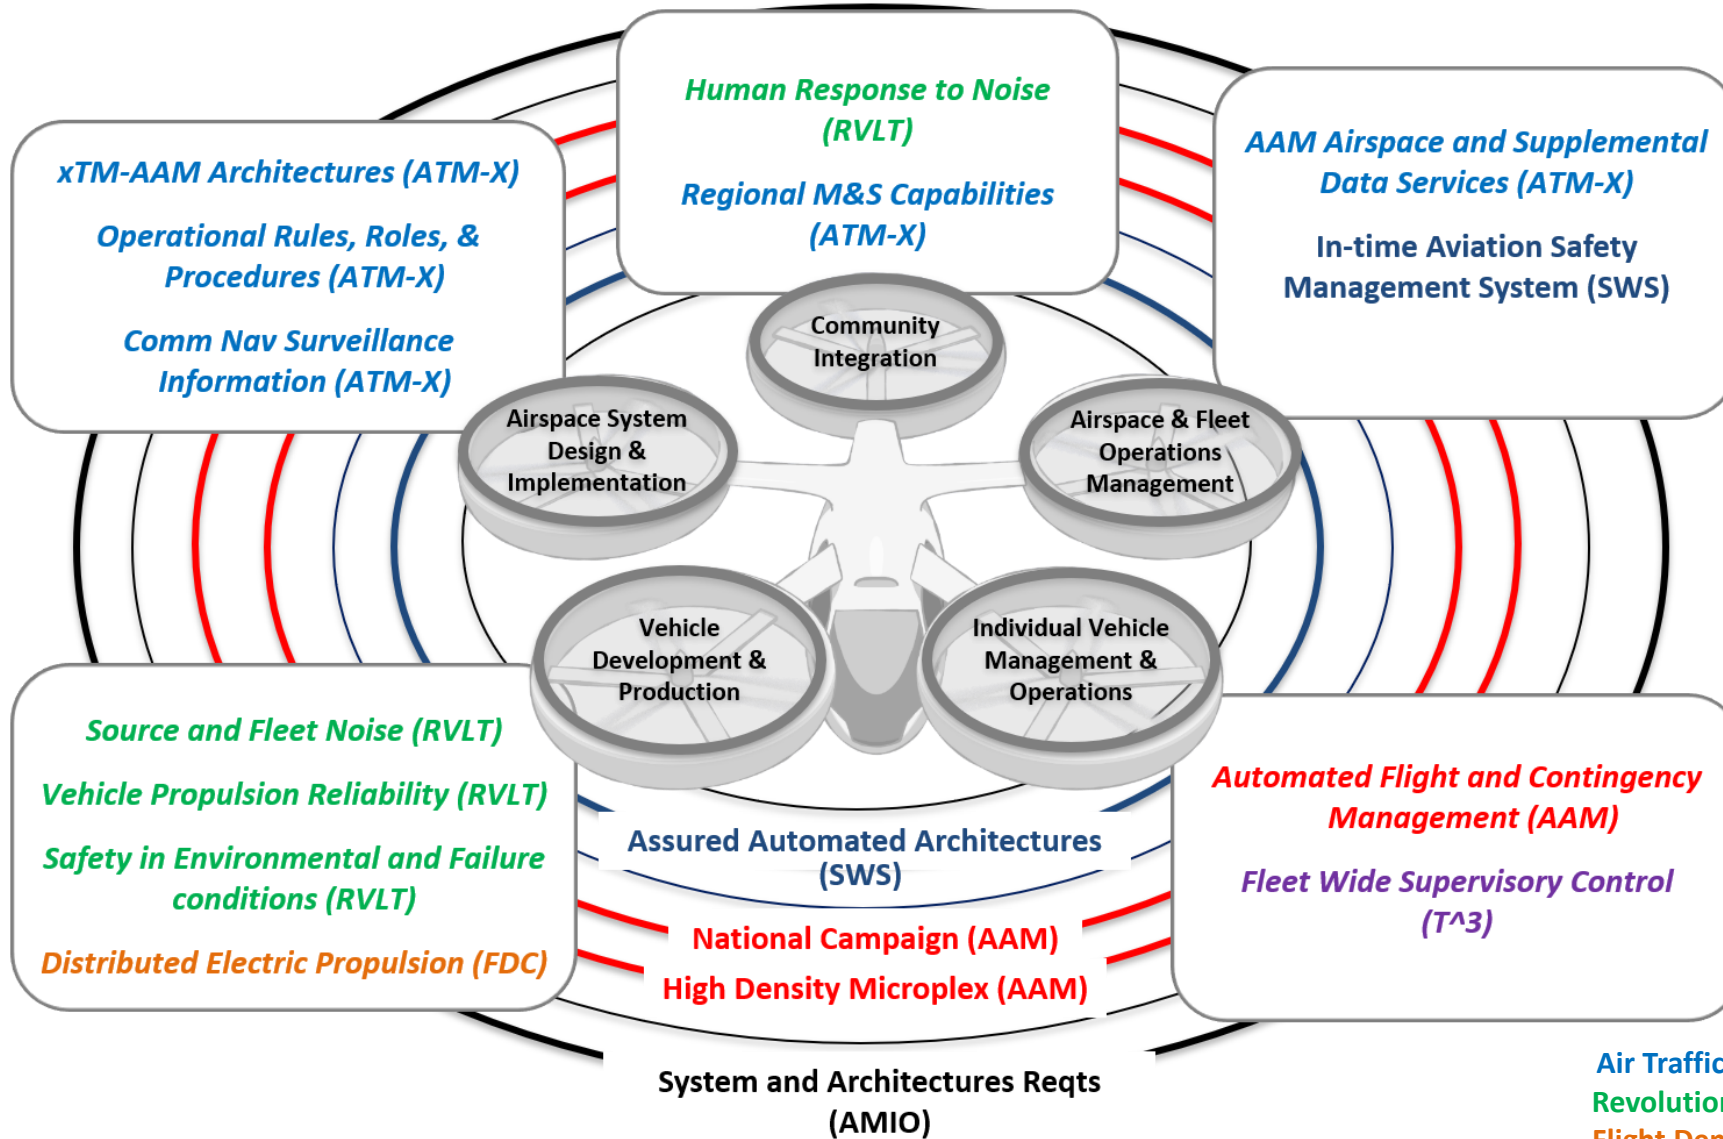 Human Response to Noise
(RVLT)
Regional M&S Capabilities
(ATM-X)
xTM-AAM Architectures (ATM-X)
Operational Rules, Roles, &
Procedures (ATM-X)
Comm Nav Surveillance
Information (ATM-X)
AAM Airspace and Supplemental
Data Services (ATM-X)
In-time Aviation Safety
Management System (SWS)
Community
Integration
Airspace System
Design &
Implementation
Airspace & Fleet
Operations
Management
Vehicle
Development &
Production
Individual Vehicle
Management &
Operations
Source and Fleet Noise (RVLT)
Vehicle Propulsion Reliability (RVLT)
Safety in Environmental and Failure
conditions (RVLT)
Distributed Electric Propulsion (FDC)
Automated Flight and Contingency
Management (AAM)
Fleet Wide Supervisory Control
(T^3)
Assured Automated Architectures
(SWS)
National Campaign (AAM)
High Density Microplex (AAM)
System and Architectures Reqts
(AMIO)
Air Traffic
Revolution
Flight Dem